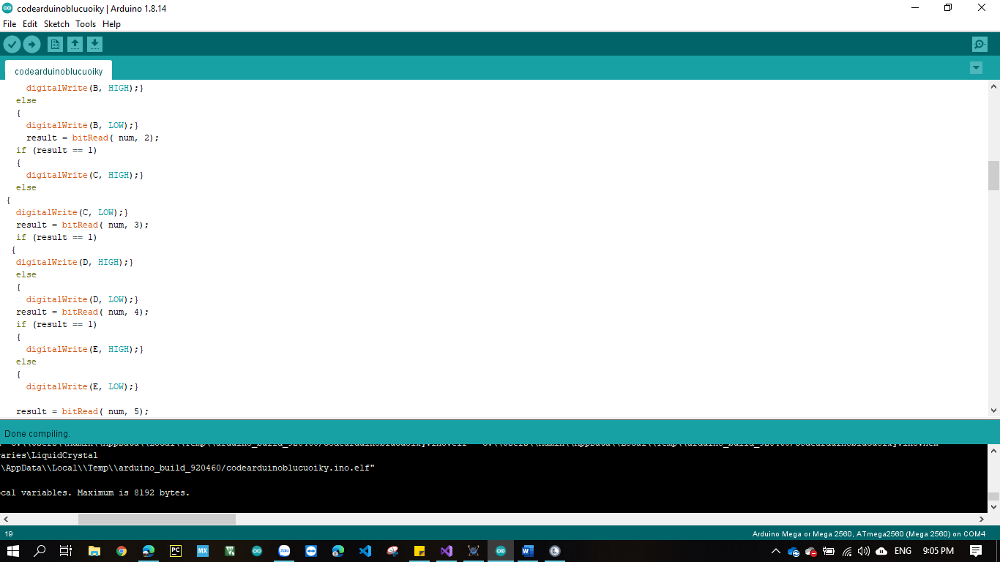 codearduinoblucuoiky | Arduino 1.8.14
File Edit Sketch Tools Help
codearduinoblucuoiky
digitalWrite(B, HIGH);}
else
{
digitalWrite(B, LOW);}
result = bitRead( num, 2);
if (result == 1)
{
digitalWrite(C, HIGH);}
else
{
digitalWrite(C, LOW);}
result = bitRead( num, 3);
if (result == 1)
{
digitalWrite(D, HIGH);}
else
{
digitalWrite(D, LOW);}
result = bitRead( num, 4);
if (result == 1)
{
digitalWrite(E, HIGH);}
else
{
digitalWrite(E, LOW);}
result = bitRead( num, 5);
Done compiling.
aries\LiquidCrystal
\AppData\\Local\\Temp\\arduino_build_920460/codearduinoblucuoiky.ino.elf"
cal variables. Maximum is 8192 bytes.
19
Arduino Mega or Mega 2560, ATmega2560 (Mega 2560) on COM4
PC
MX
Zalo
ENG
9:05 PM